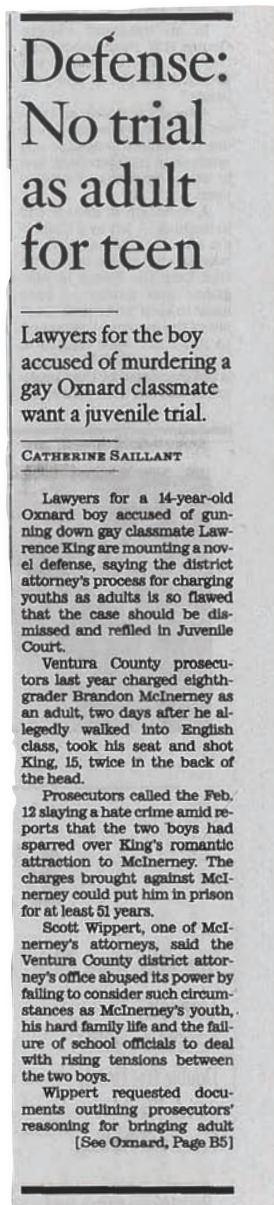 Defense:
No trial
as adult
for teen
Lawyers for the boy
accused of murdering a
gay Oxnard classmate
want a juvenile trial.
CATHERINE SAILLANT
Lawyers for a 14-year-old
Oxnard boy accused of gun-
ning down gay classmate Law-
rence King are mounting a nov-
el defense, saying the district
attorney's process for charging
youths as adults is so flawed
that the case should be dis-
missed and refiled in Juvenile
Court.
Ventura County prosecu-
tors last year charged eighth-
grader Brandon McInerney as
an adult, two days after he al-
legedly walked into English
class, took his seat and shot
King, 15, twice in the back of
the head.
Prosecutors called the Feb.
12 slaying a hate crime amid re-
ports that the two boys had
sparred over King's romantic
attraction to McInerney. The
charges brought against McI-
nerney could put him in prison
for at least 51 years.
Scott Wippert, one of McI-
nerney's attorneys, said the
Ventura County district attor-
ney's office abused its power by
failing to consider such circum-
stances as McInerney's youth,
his hard family life and the fail-
ure of school officials to deal
with rising tensions between
the two boys.
Wippert requested docu-
ments outlining prosecutors'
reasoning for bringing adult
[See Oxnard, Page B5]